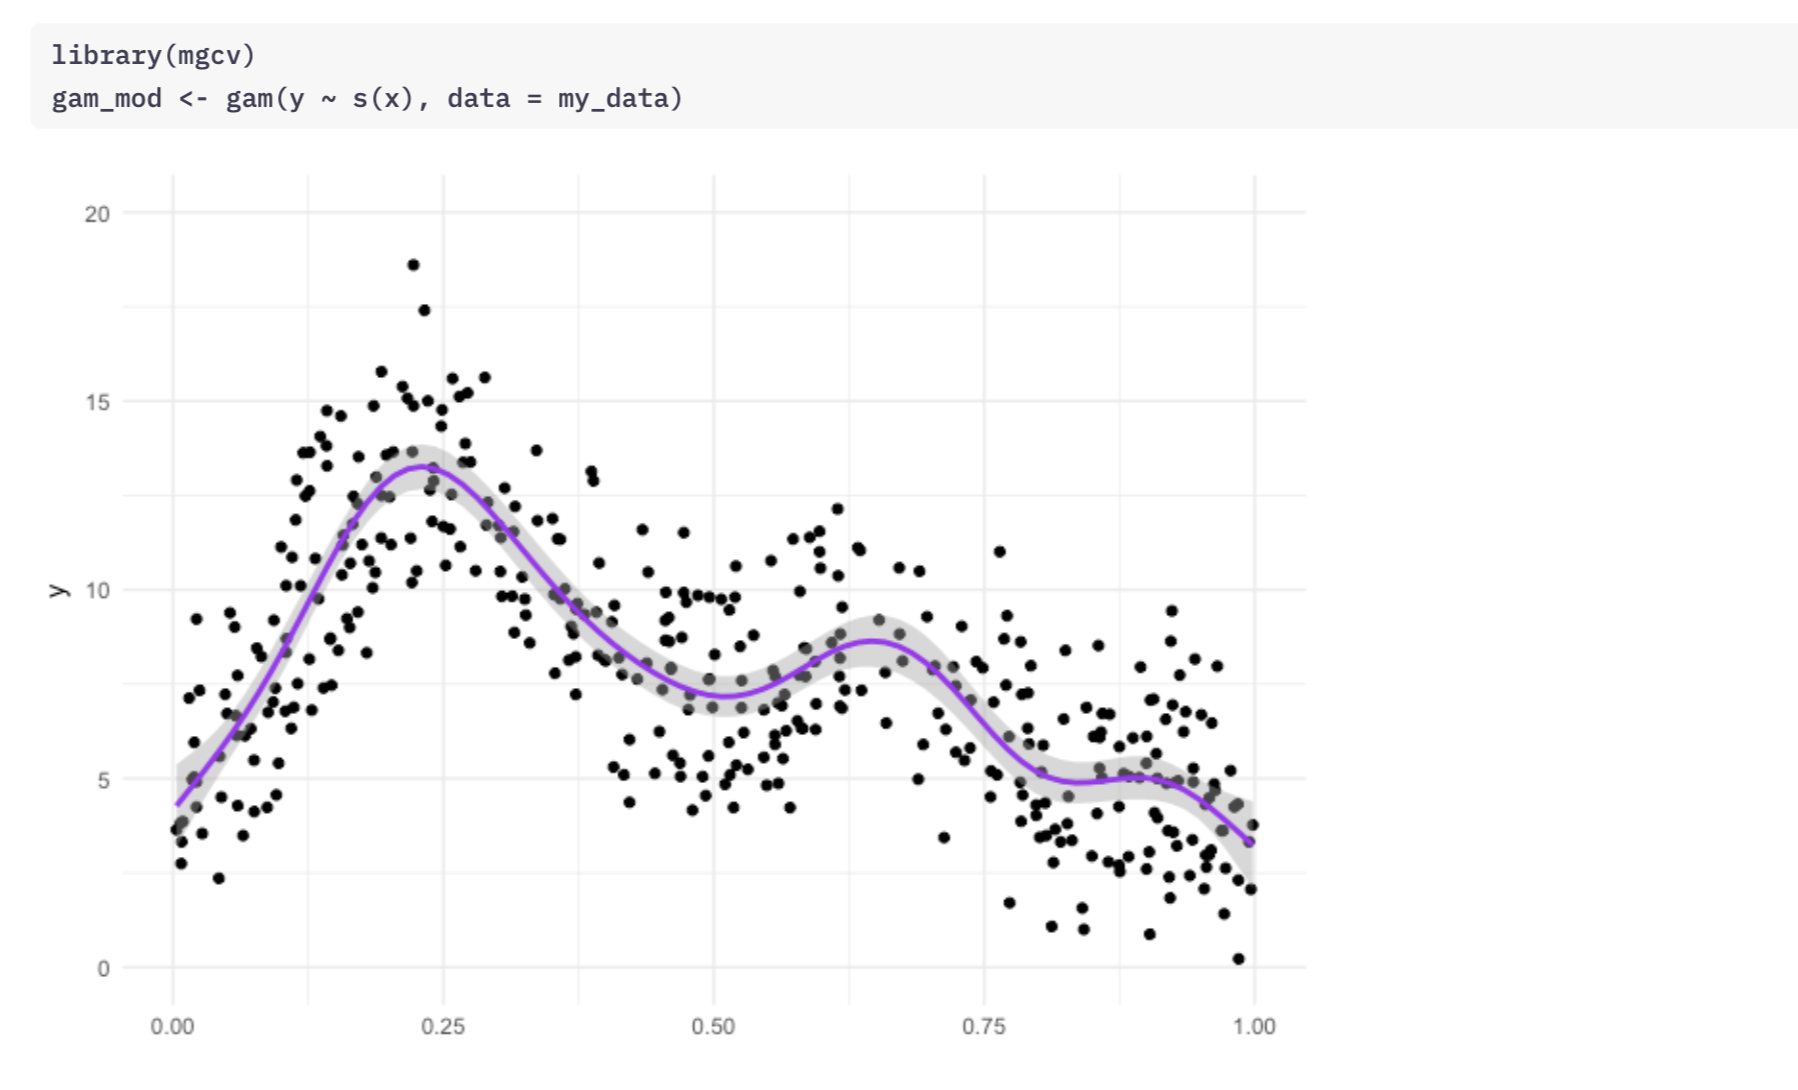 library(mgcv)
gam_mod <- gam(y ~ s(x), data = my_data)
20
15
10
5
0
y
0.00 0.25 0.50 0.75 1.00